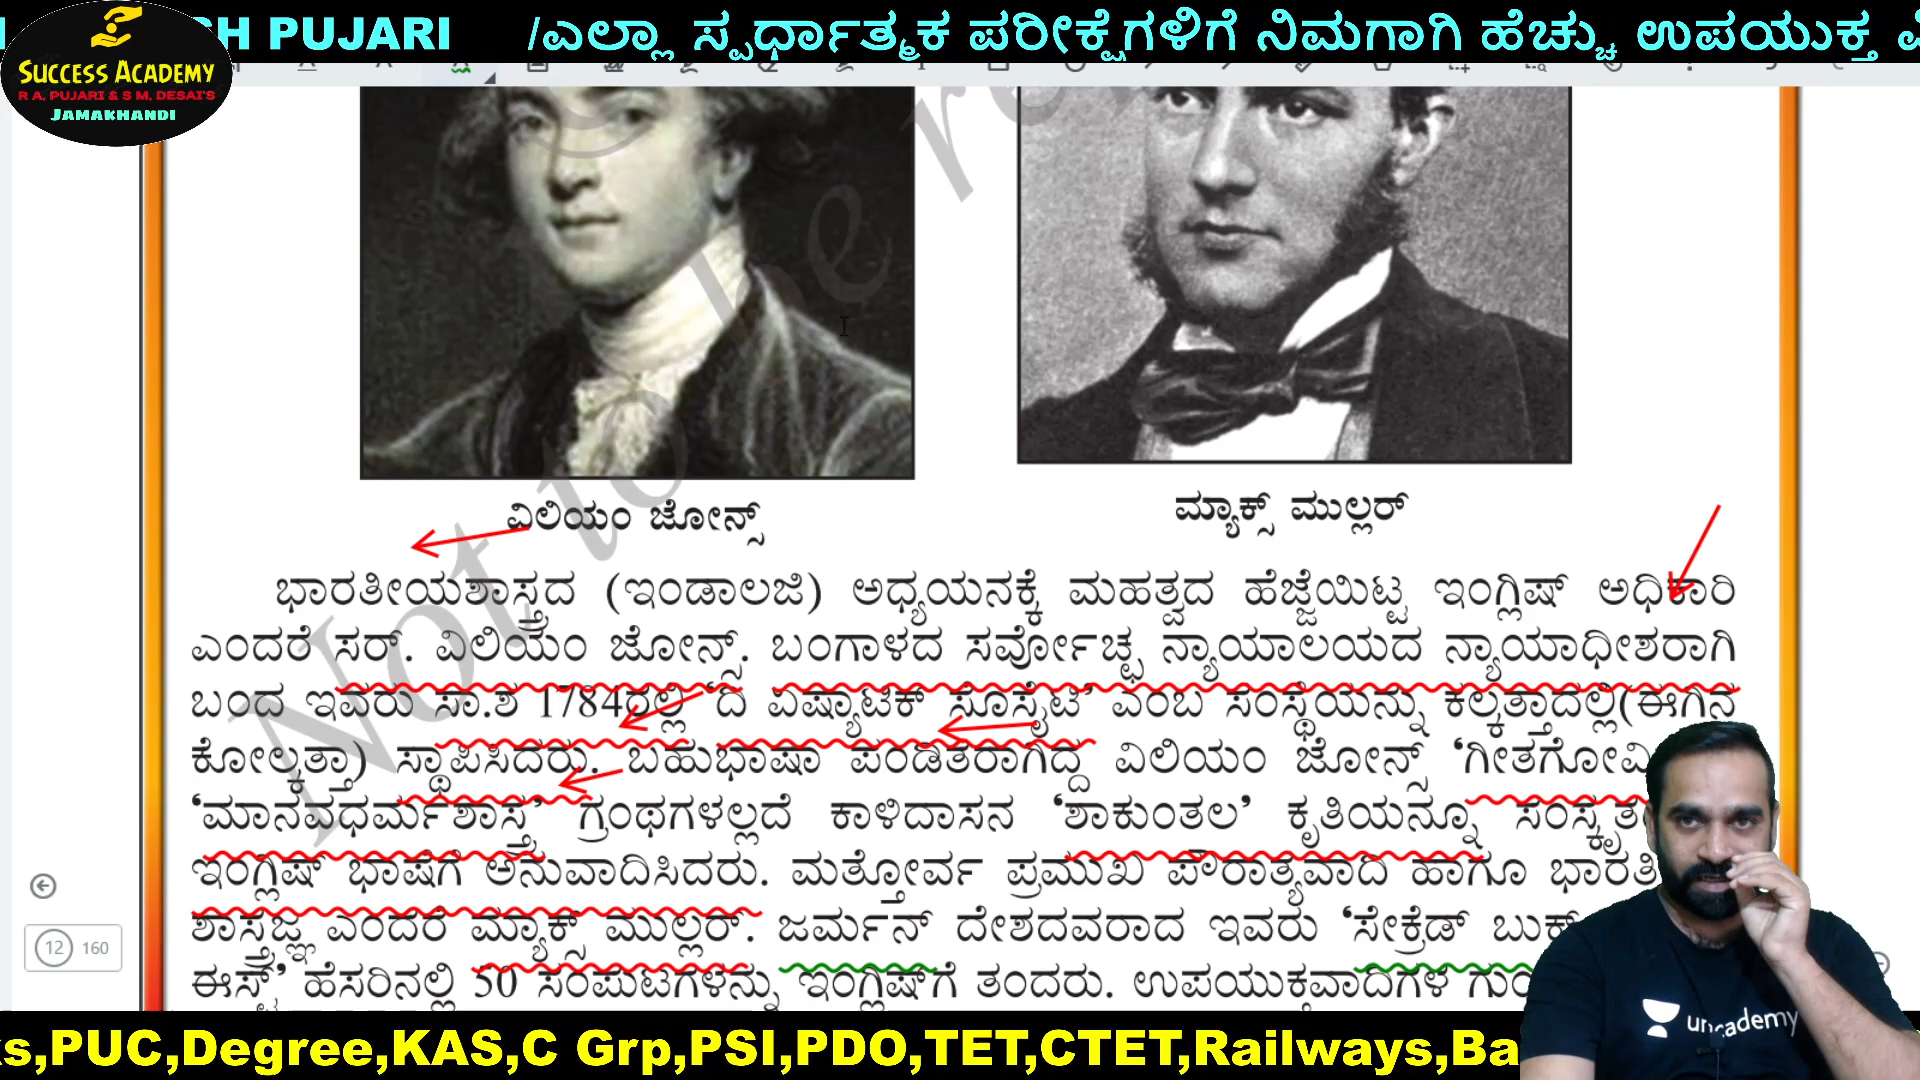 H PUJARI /ಎಲ್ಲಾ ಸ್ಪರ್ಧಾತ್ಮಕ ಪರೀಕ್ಷೆಗಳಿಗೆ ನಿಮಗಾಗಿ ಹೆಚ್ಚು ಉಪಯುಕ್ತ
SUCCESS ACADEMY
R A, PUJARI & S M, DESAI'S
JAMAKHANDI
Not to be
ವಿಲಿಯಂ ಜೋನ್ಸ್
ಮ್ಯಾಕ್ಸ್ ಮುಲ್ಲರ್
ಭಾರತೀಯಶಾಸ್ತ್ರದ (ಇಂಡಾಲಜಿ) ಅಧ್ಯಯನಕ್ಕೆ ಮಹತ್ವದ ಹೆಜ್ಜೆಯಿಟ್ಟ ಇಂಗ್ಲಿಷ್ ಅಧಿಕಾರಿ
ಎಂದರೆ ಸರ್. ವಿಲಿಯಂ ಜೋನ್ಸ್. ಬಂಗಾಳದ ಸರ್ವೋಚ್ಛ ನ್ಯಾಯಾಲಯದ ನ್ಯಾಯಾಧೀಶರಾಗಿ
ಬಂದ ಇವರು ಸಾ.ಶ 1784ರಲ್ಲಿ ‘ದಿ ಏಷ್ಯಾಟಿಕ್ ಸೊಸೈಟಿ’ ಎಂಬ ಸಂಸ್ಥೆಯನ್ನು ಕಲ್ಕತ್ತಾದಲ್ಲಿ(ಈಗಿನ
ಕೋಲ್ಕತ್ತಾ) ಸ್ಥಾಪಿಸಿದರು. ಬಹುಭಾಷಾ ಪಂಡಿತರಾಗಿದ್ದ ವಿಲಿಯಂ ಜೋನ್ಸ್
‘ಮಾನವಧರ್ಮಶಾಸ್ತ್ರ’ ಗ್ರಂಥಗಳಲ್ಲದೆ ಕಾಳಿದಾಸನ ‘ಶಾಕುಂತಲ’ ಕೃತಿಯನ್ನೂ
ಇಂಗ್ಲಿಷ್ ಭಾಷೆಗೆ ಅನುವಾದಿಸಿದರು. ಮತ್ತೋರ್ವ ಪ್ರಮುಖ ಪೌರಾತ್ಯವಾದಿ ಹಾಗೂ
ಶಾಸ್ತ್ರಜ್ಞ ಎಂದರೆ ಮ್ಯಾಕ್ಸ್ ಮುಲ್ಲರ್. ಜರ್ಮನ್ ದೇಶದವರಾದ ಇವರು ‘ಸೇಕ್ರೆಡ್ ಬುಕ್
ಈಸ್ಟ್’ ಹೆಸರಿನಲ್ಲಿ 50 ಸಂಪುಟಗಳನ್ನು ಇಂಗ್ಲಿಷ್‌ಗೆ ತಂದರು. ಉಪಯುಕ್ತವಾದಿಗಳ
12 160
unacademy
ks,PUC,Degree,KAS,C Grp,PSI,PDO,TET,CTET,Railways,Ba